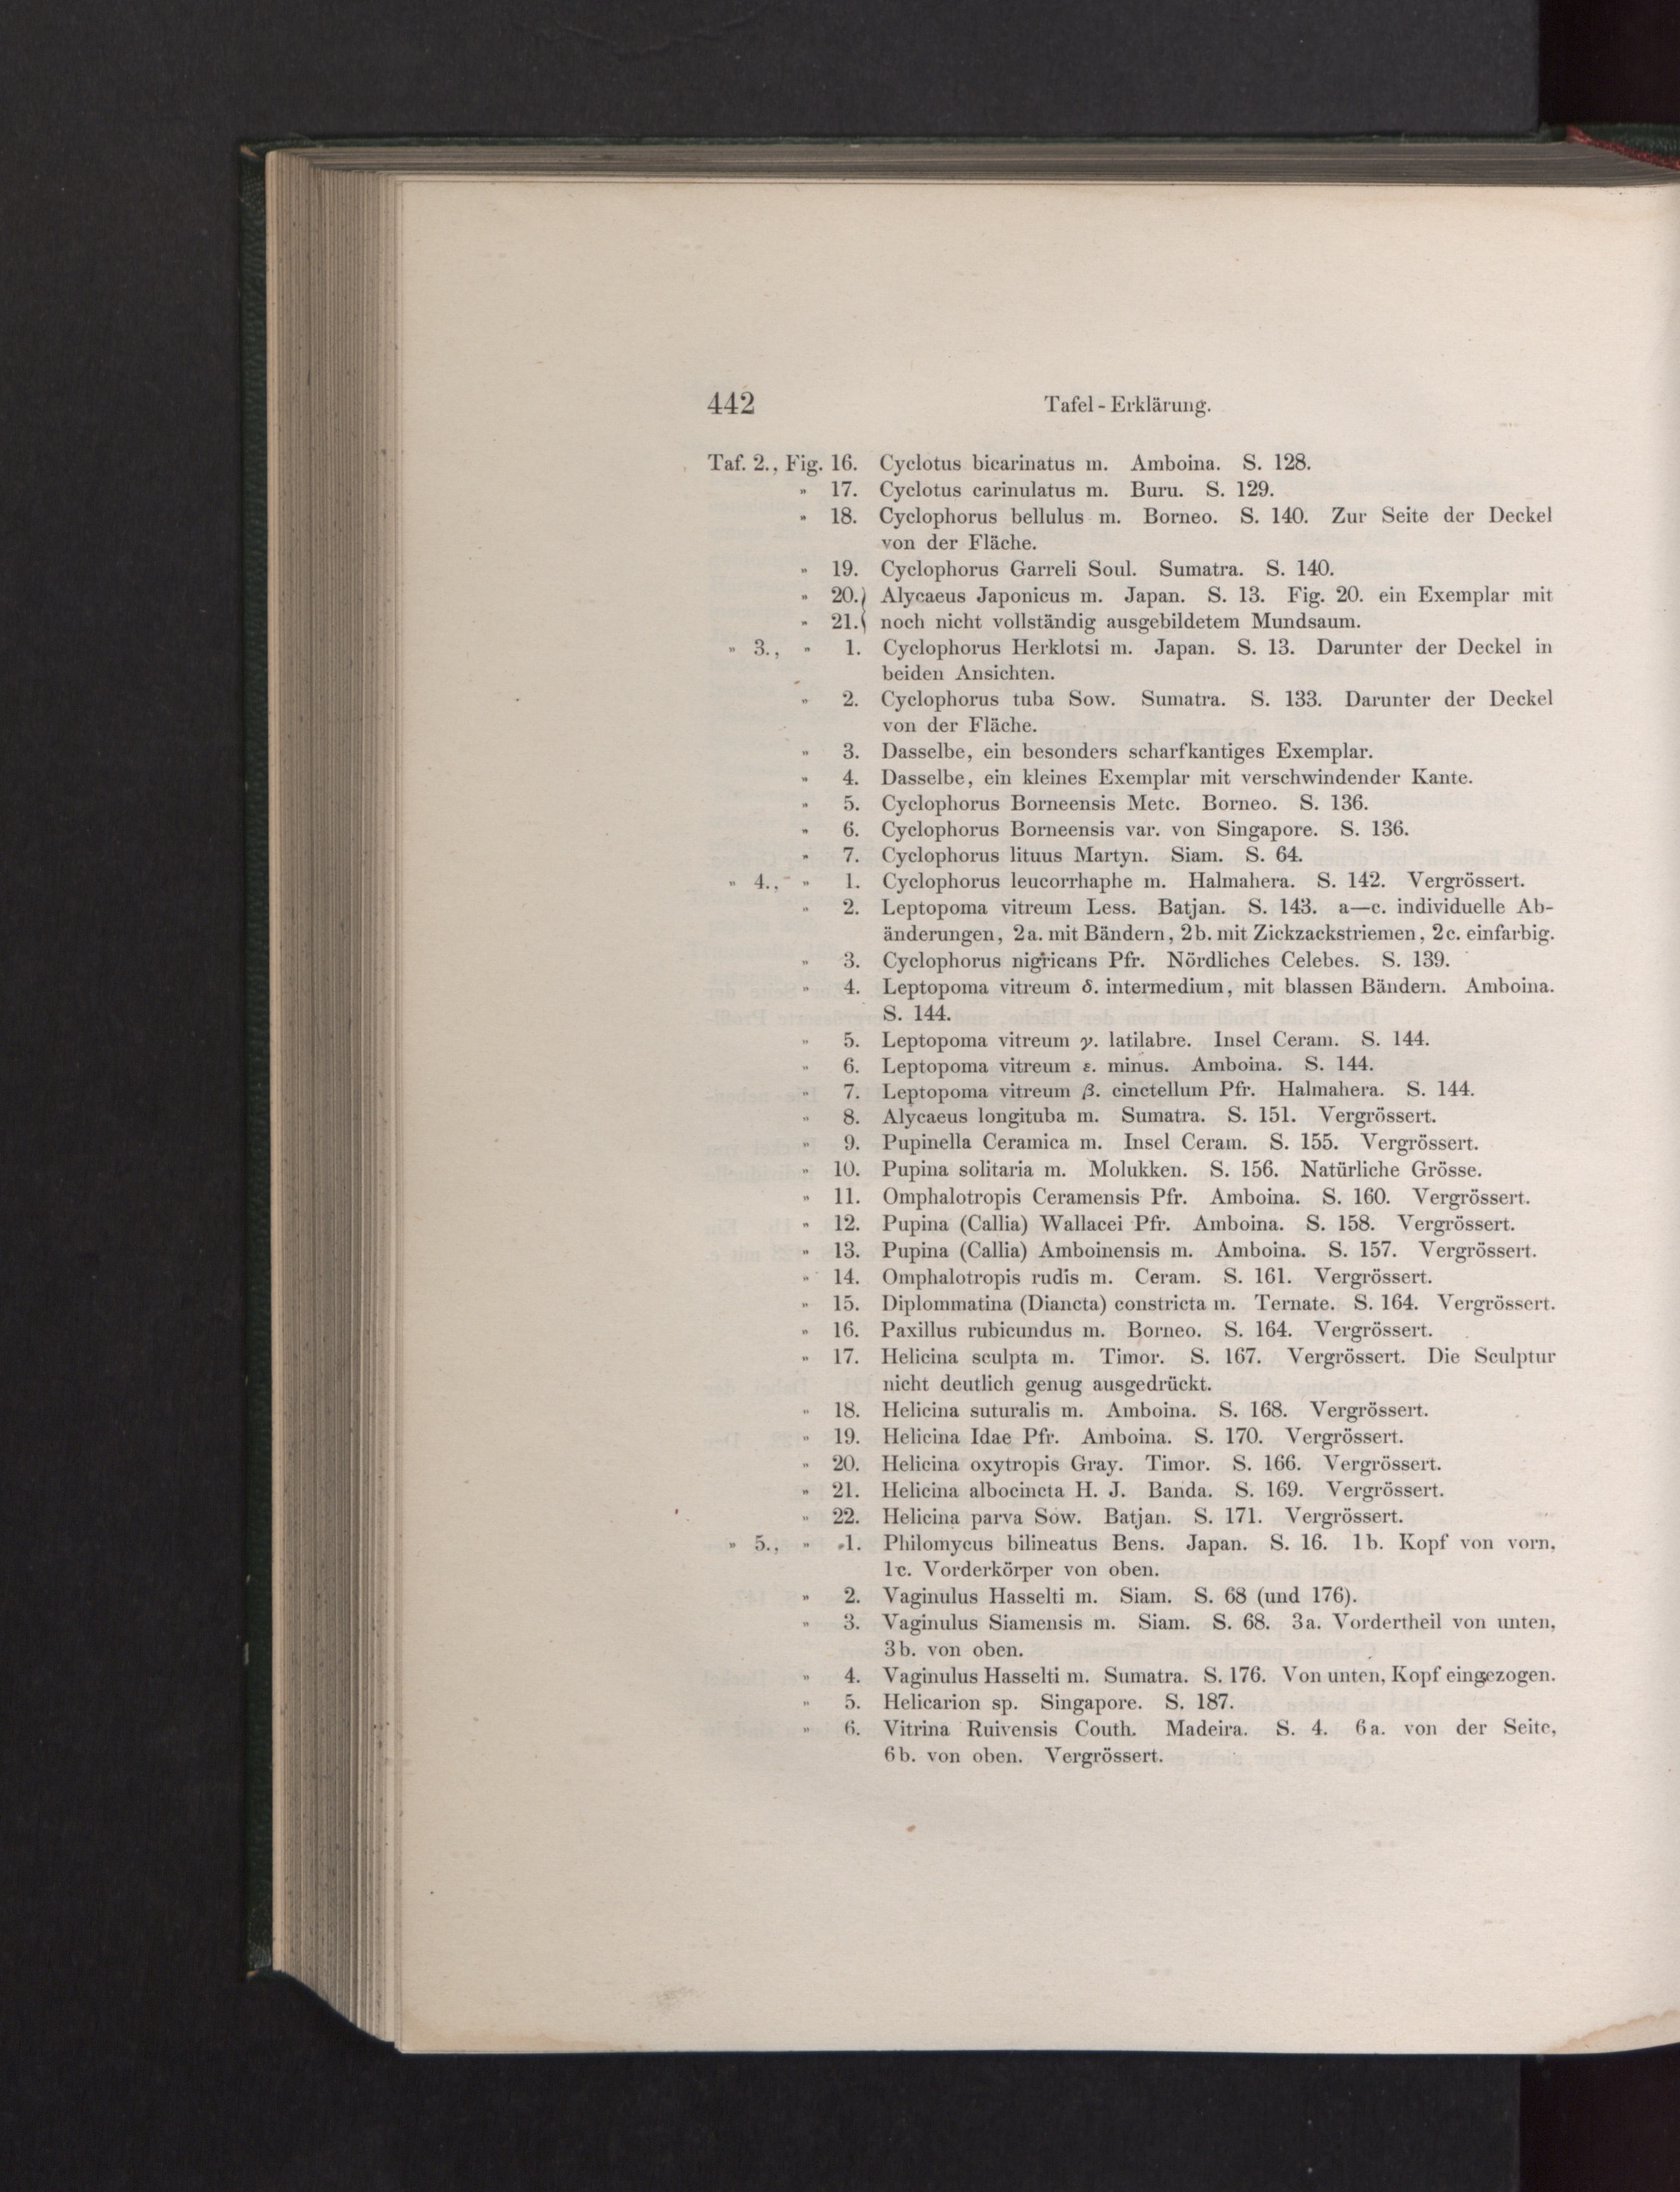 442 Tafel - Erklärung.
Taf. 2., Fig. 16. Cyclotus bicarinatus m. Amboina. S. 128.
" 17. Cyclotus carinulatus m. Buru. S. 129.
" 18. Cyclophorus bellulus m. Borneo. S. 140. Zur Seite der Deckel
von der Fläche.
" 19. Cyclophorus Garreli Soul. Sumatra. S. 140.
" 20.) Alycaeus Japonicus m. Japan. S. 13. Fig. 20. ein Exemplar mit
" 21.( noch nicht vollständig ausgebildetem Mundsaum.
" 3., " 1. Cyclophorus Herklotsi m. Japan. S. 13. Darunter der Deckel in
beiden Ansichten.
" 2. Cyclophorus tuba Sow. Sumatra. S. 133. Darunter der Deckel
von der Fläche.
" 3. Dasselbe, ein besonders scharfkantiges Exemplar.
" 4. Dasselbe, ein kleines Exemplar mit verschwindender Kante.
" 5. Cyclophorus Borneensis Metc. Borneo. S. 136.
" 6. Cyclophorus Borneensis var. von Singapore. S. 136.
" 7. Cyclophorus lituus Martyn. Siam. S. 64.
" 4., " 1. Cyclophorus leucorrhaphe m. Halmahera. S. 142. Vergrössert.
" 2. Leptopoma vitreum Less. Batjan. S. 143. a—c. individuelle Ab-
änderungen, 2a. mit Bändern, 2b. mit Zickzackstriemen, 2c. einfarbig.
" 3. Cyclophorus nigricans Pfr. Nördliches Celebes. S. 139.
" 4. Leptopoma vitreum δ. intermedium, mit blassen Bändern. Amboina.
S. 144.
" 5. Leptopoma vitreum γ. latilabre. Insel Ceram. S. 144.
" 6. Leptopoma vitreum ε. minus. Amboina. S. 144.
" 7. Leptopoma vitreum β. cinctellum Pfr. Halmahera. S. 144.
" 8. Alycaeus longituba m. Sumatra. S. 151. Vergrössert.
" 9. Pupinella Ceramica m. Insel Ceram. S. 155. Vergrössert.
" 10. Pupina solitaria m. Molukken. S. 156. Natürliche Grösse.
" 11. Omphalotropis Ceramensis Pfr. Amboina. S. 160. Vergrössert.
" 12. Pupina (Callia) Wallacei Pfr. Amboina. S. 158. Vergrössert.
" 13. Pupina (Callia) Amboinensis m. Amboina. S. 157. Vergrössert.
" 14. Omphalotropis rudis m. Ceram. S. 161. Vergrössert.
" 15. Diplommatina (Diancta) constricta m. Ternate. S. 164. Vergrössert.
" 16. Paxillus rubicundus m. Borneo. S. 164. Vergrössert.
" 17. Helicina sculpta m. Timor. S. 167. Vergrössert. Die Sculptur
nicht deutlich genug ausgedrückt.
" 18. Helicina suturalis m. Amboina. S. 168. Vergrössert.
" 19. Helicina Idae Pfr. Amboina. S. 170. Vergrössert.
" 20. Helicina oxytropis Gray. Timor. S. 166. Vergrössert.
" 21. Helicina albocincta H. J. Banda. S. 169. Vergrössert.
" 22. Helicina parva Sow. Batjan. S. 171. Vergrössert.
" 5., " 1. Philomycus bilineatus Bens. Japan. S. 16. 1b. Kopf von vorn,
1c. Vorderkörper von oben.
" 2. Vaginulus Hasselti m. Siam. S. 68 (und 176).
" 3. Vaginulus Siamensis m. Siam. S. 68. 3a. Vordertheil von unten,
3b. von oben.
" 4. Vaginulus Hasselti m. Sumatra. S. 176. Von unten, Kopf eingezogen.
" 5. Helicarion sp. Singapore. S. 187.
" 6. Vitrina Ruivensis Couth. Madeira. S. 4. 6a. von der Seite,
6b. von oben. Vergrössert.